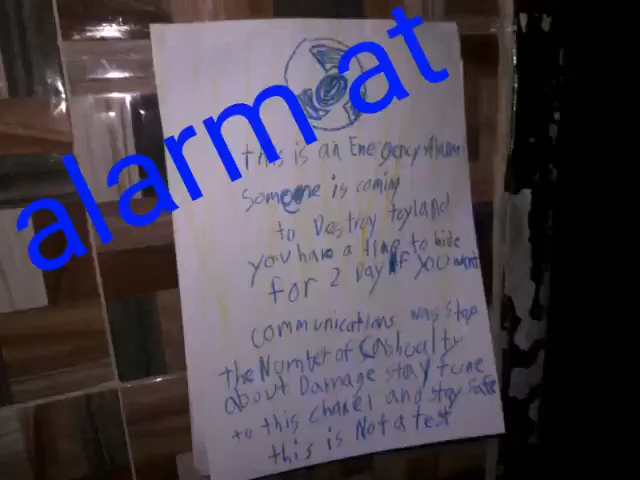 alarm at
this is an Emergency Alarm
Someone is coming
to Destroy toyland
you have a time to hide
for 2 Day if you want
communications was stop
the Number of Cashualty
about Damage stay tune
to this chanel and stay safe
this is Not a test